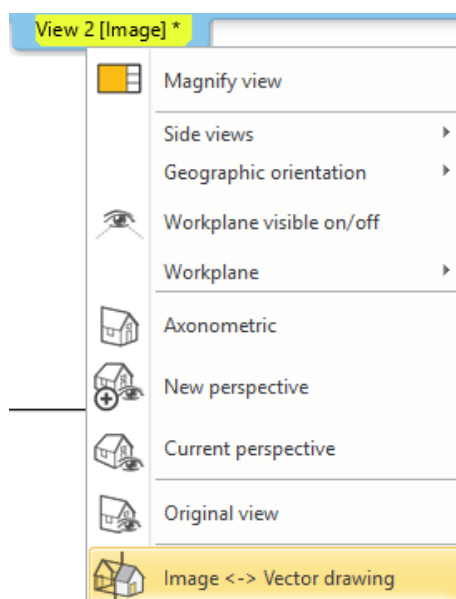 View 2 [Image] *
Magnify view
Side views
Geographic orientation
Workplane visible on/off
Workplane
Axonometric
New perspective
Current perspective
Original view
Image <-> Vector drawing